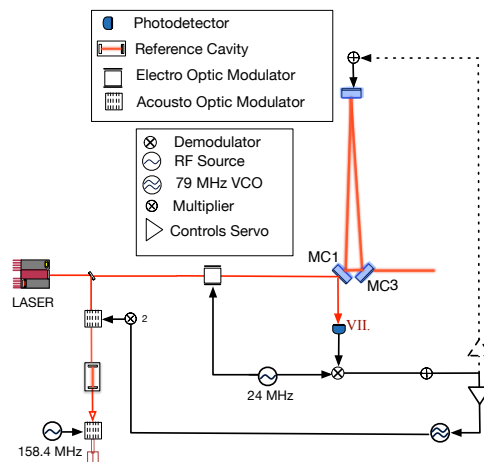 Photodetector
Reference Cavity
Electro Optic Modulator
Acousto Optic Modulator
Demodulator
RF Source
79 MHz VCO
Multiplier
Controls Servo
MC1
MC3
LASER
VII.
2
24 MHz
158.4 MHz